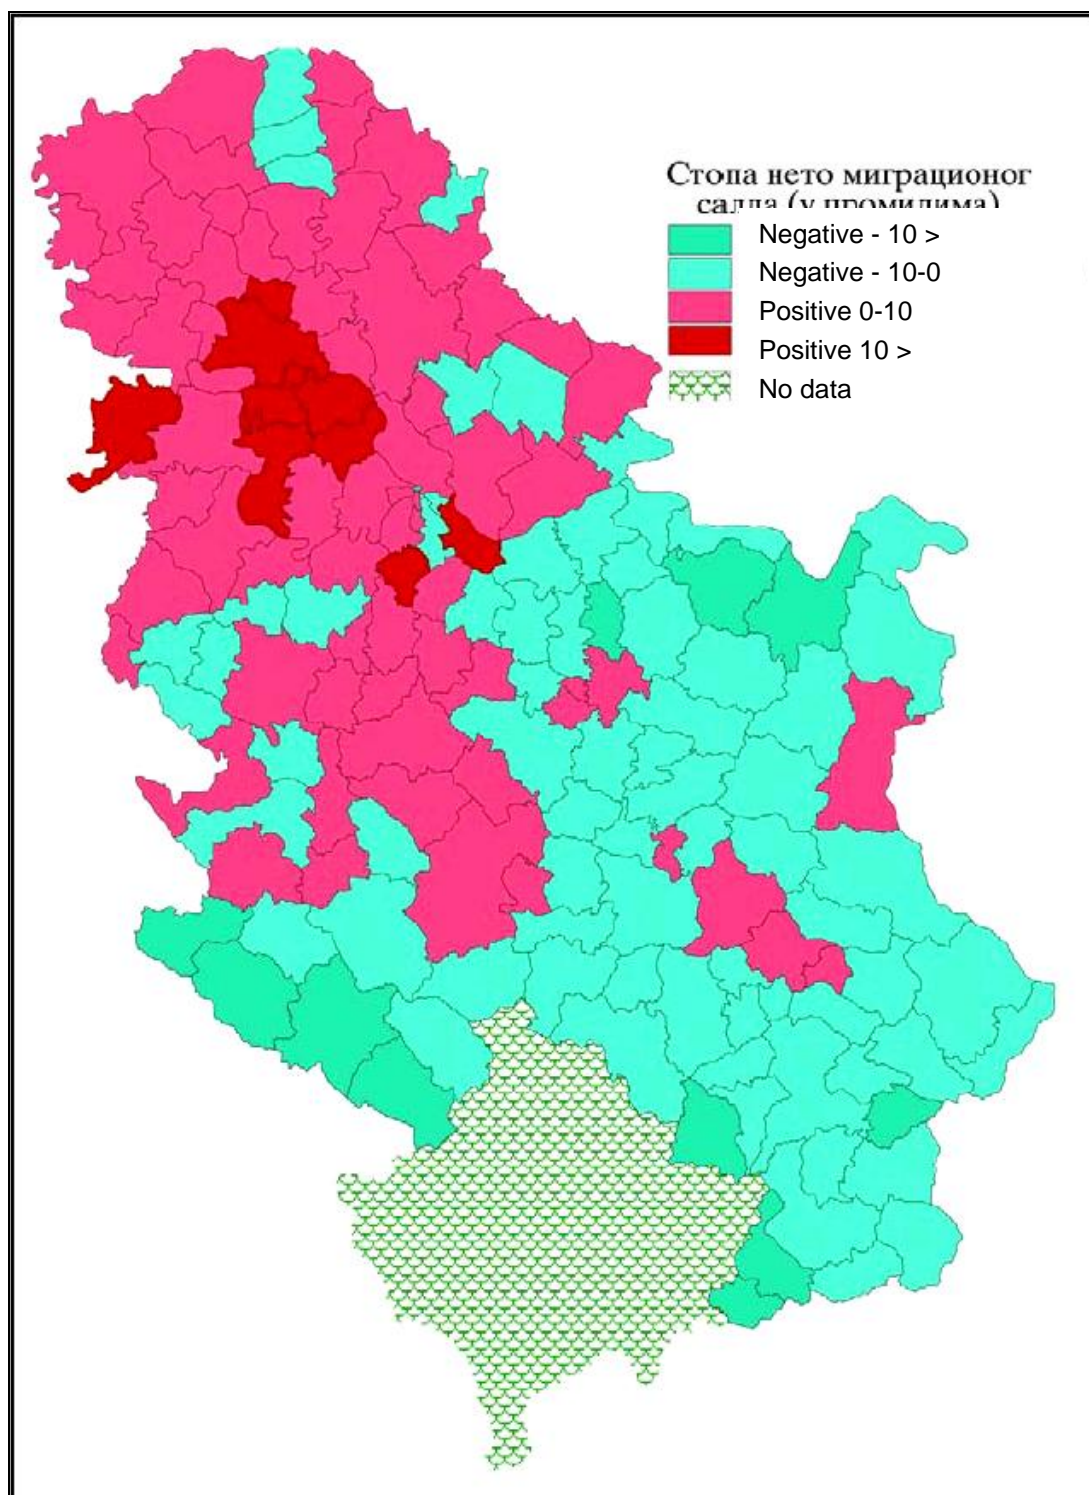 Стопа нето миграционог
салда (у промилима)
Negative - 10 >
Negative - 10-0
Positive 0-10
Positive 10 >
No data